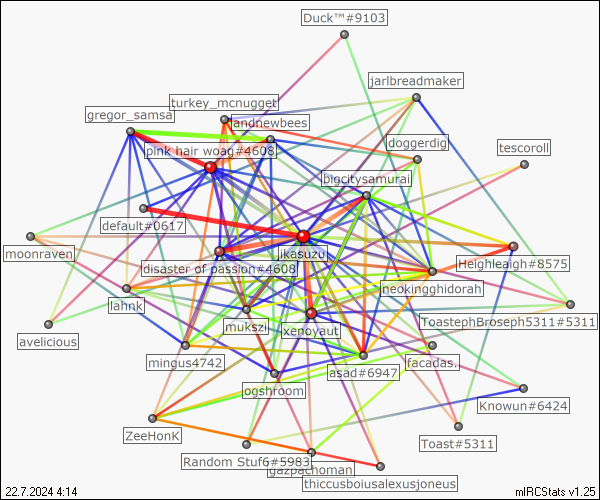 Duck™#9103
jarlbreadmaker
turkey_mcnugget
gregor_samsa
andnewbees
doggerdig
pink hair woag#4608
tescoroll
bigcitysamurai
default#0617
moonraven
ikasuzu
disaster of passion#4608
Heighleaigh#8575
neokingghidorah
lahnk
ToastephBroseph5311#5311
mukszi
xenoyaut
avelicious
mingus4742
asad#6947
facadas.
ogshroom
Knowun#6424
ZeeHonK
Toast#5311
Random Stuf6#5983
gazpachoman
thiccusboiusalexusjoneus
22.7.2024 4:14
mIRCStats v1.25